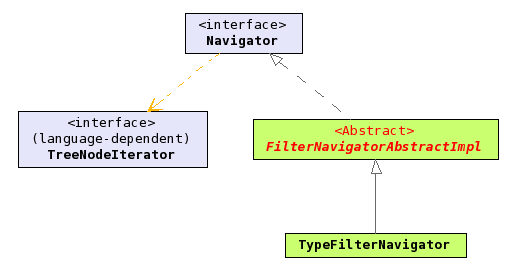 <interface>
Navigator
<interface>
(language-dependent)
TreeNodeIterator
<Abstract>
FilterNavigatorAbstractImpl
TypeFilterNavigator